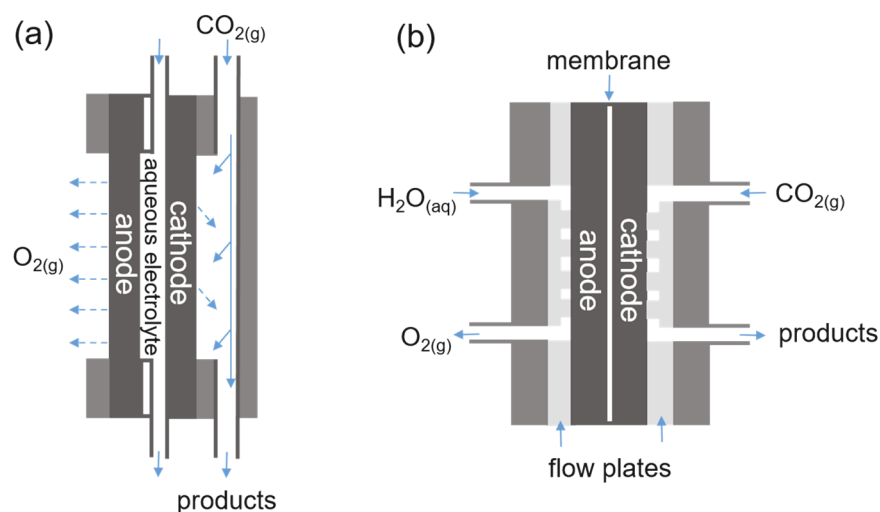 (a)
CO2(g)
O2(g)
anode
aqueous electrolyte
cathode
products
(b)
membrane
H2O(aq)
CO2(g)
anode
cathode
O2(g)
products
flow plates